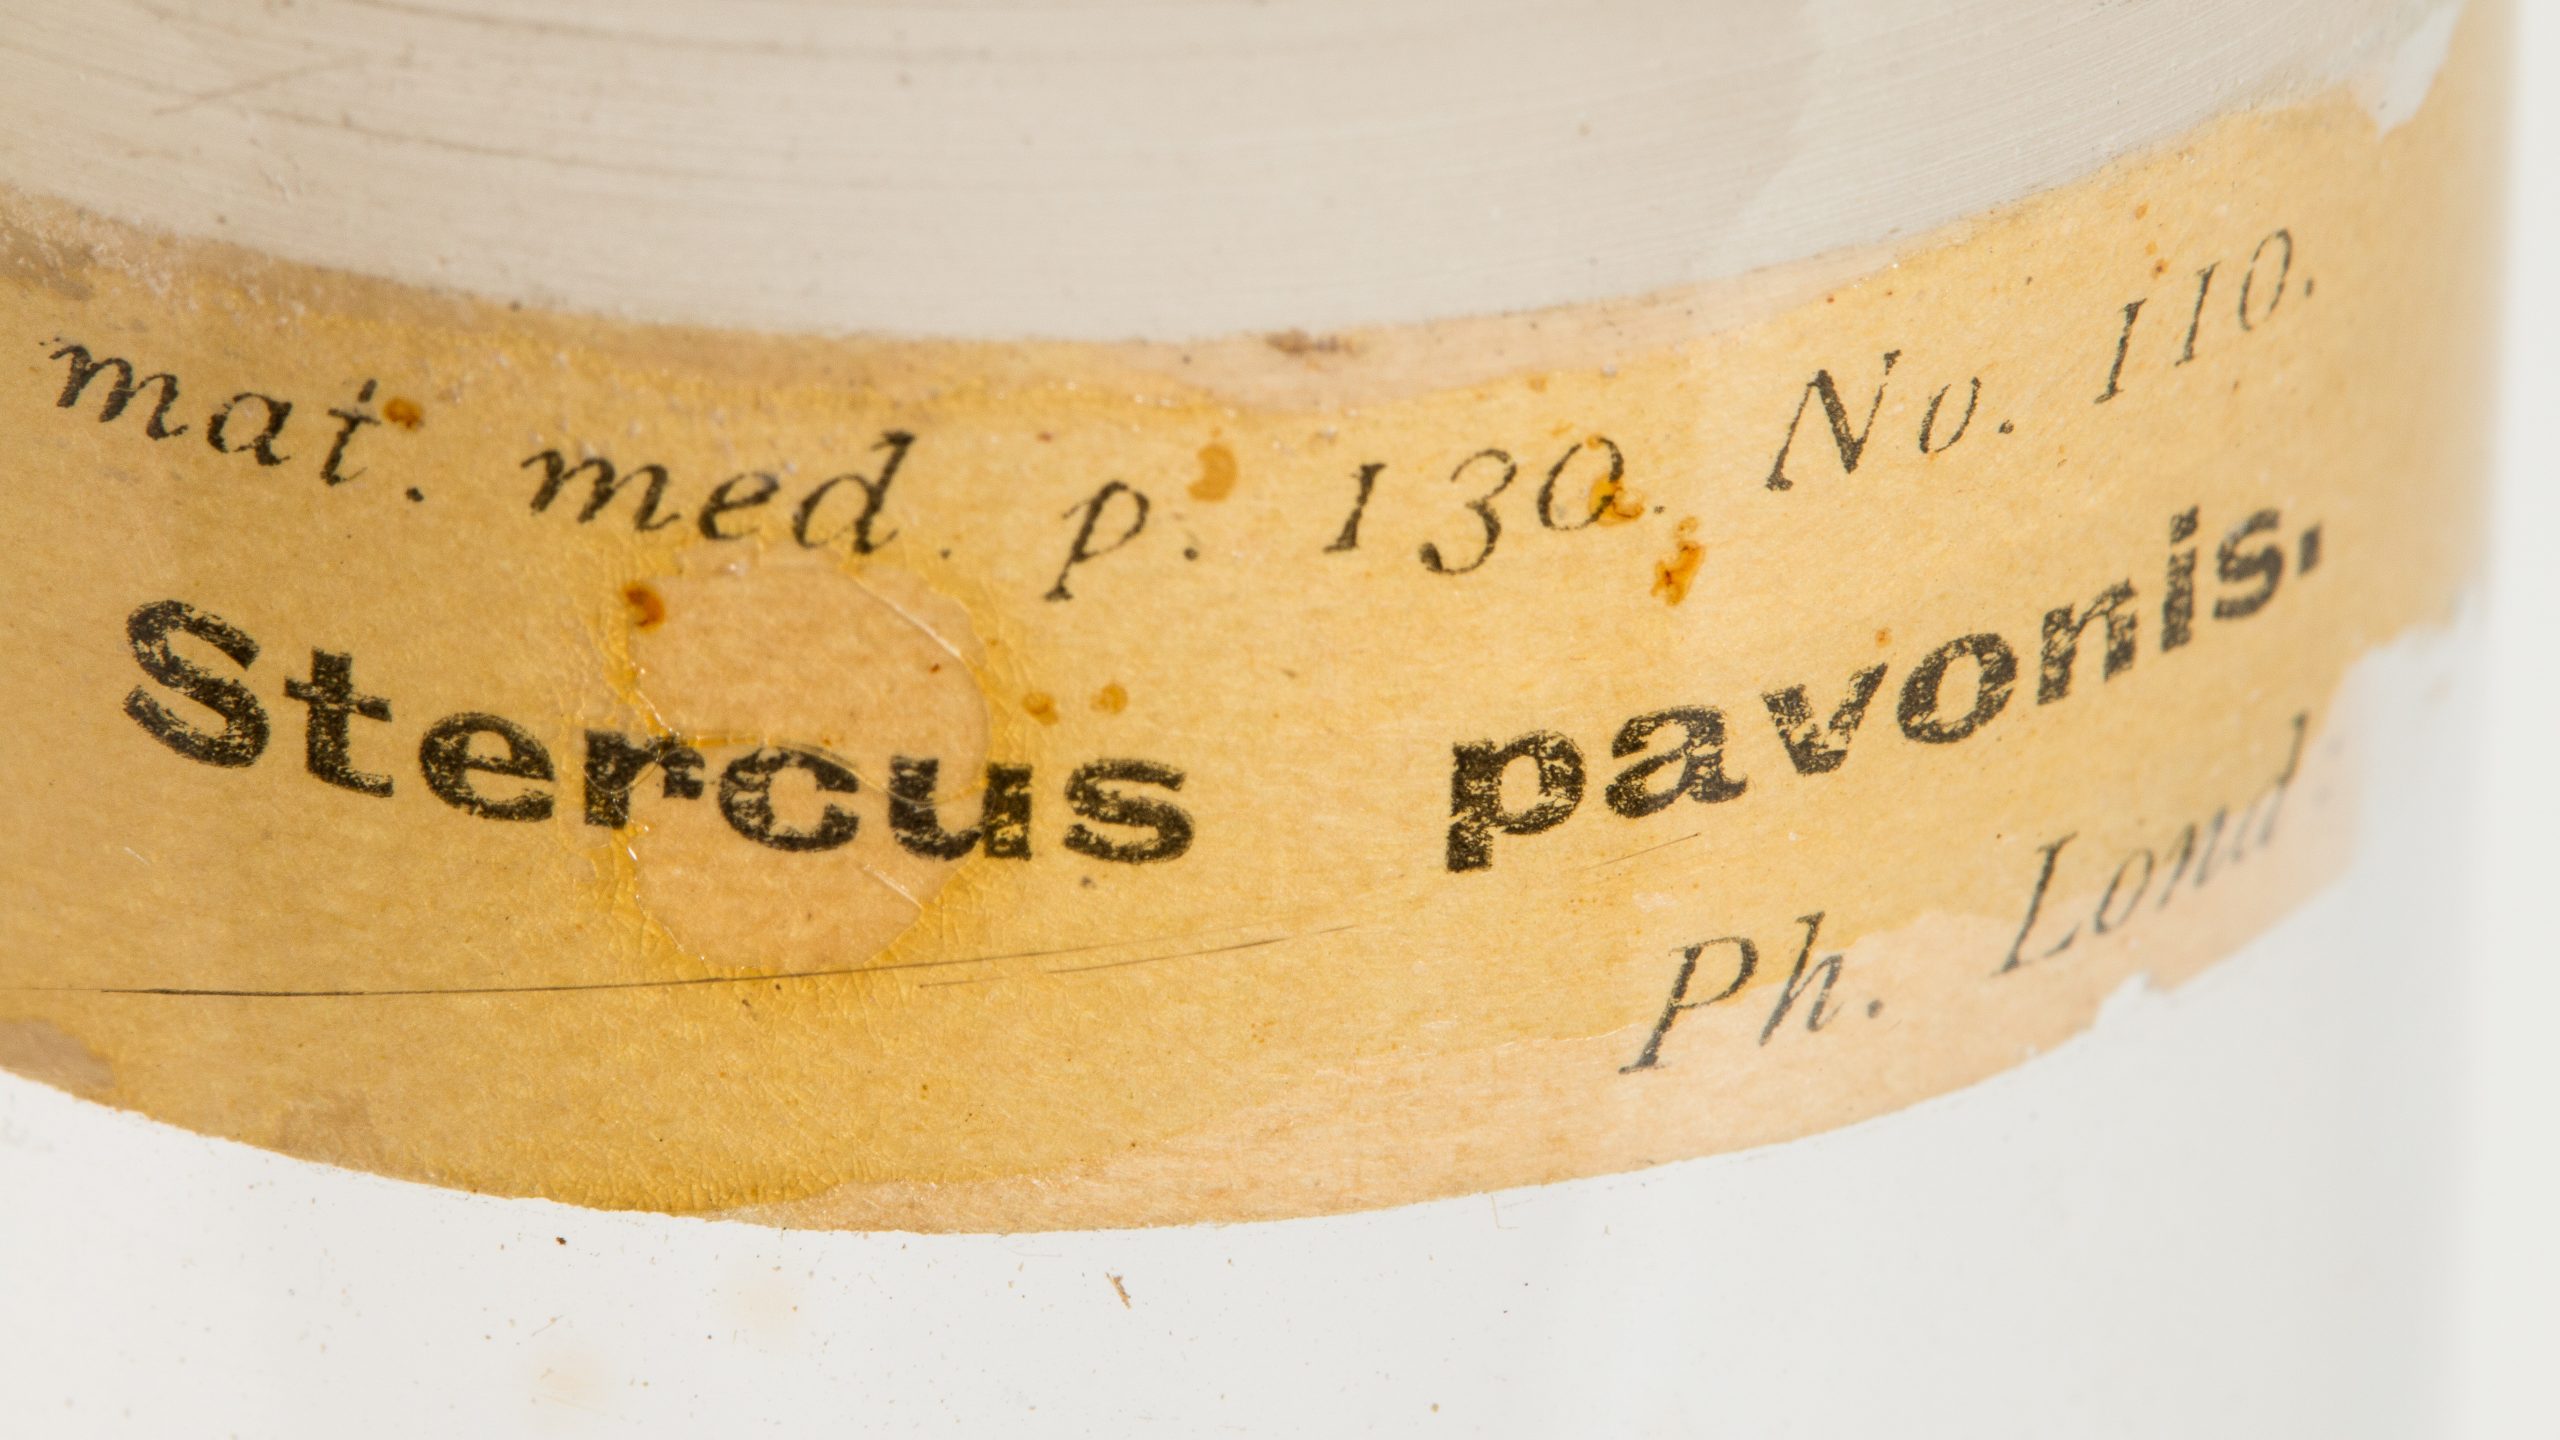 mat. med. p. 130. No. 110.
Stercus pavonis.
Ph. Lond.